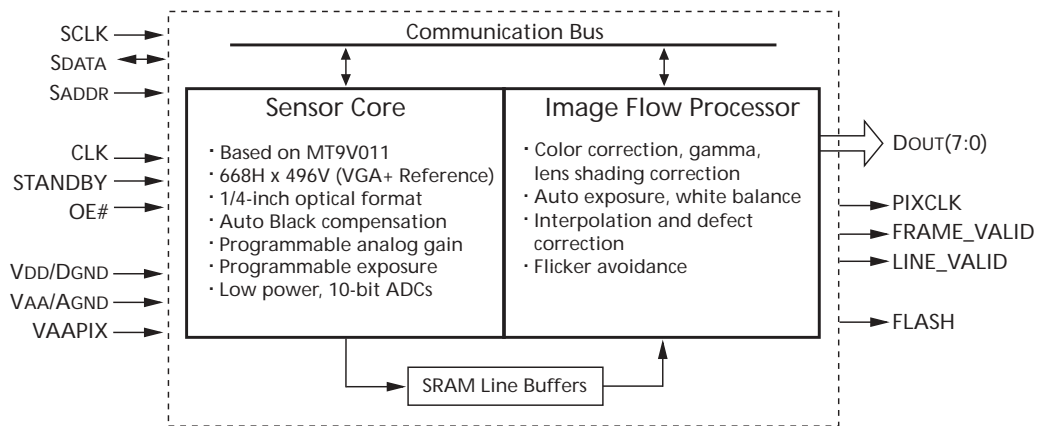 SCLK
SDATA
SADDR
CLK
STANDBY
OE#
VDD/DGND
VAA/AGND
VAAPIX
Communication Bus
Sensor Core
· Based on MT9V011
· 668H x 496V (VGA+ Reference)
· 1/4-inch optical format
· Auto Black compensation
· Programmable analog gain
· Programmable exposure
· Low power, 10-bit ADCs
Image Flow Processor
· Color correction, gamma,
lens shading correction
· Auto exposure, white balance
· Interpolation and defect
correction
· Flicker avoidance
SRAM Line Buffers
DOUT(7:0)
PIXCLK
FRAME_VALID
LINE_VALID
FLASH